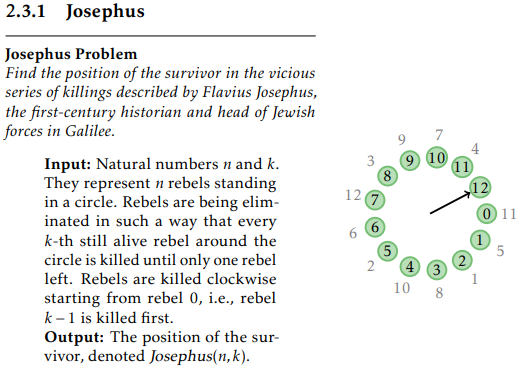 2.3.1 Josephus
Josephus Problem
Find the position of the survivor in the vicious
series of killings described by Flavius Josephus,
the first-century historian and head of Jewish
forces in Galilee.
Input: Natural numbers n and k.
They represent n rebels standing
in a circle. Rebels are being elim-
inated in such a way that every
k-th still alive rebel around the
circle is killed until only one rebel
left. Rebels are killed clockwise
starting from rebel 0, i.e., rebel
k − 1 is killed first.
Output: The position of the sur-
vivor, denoted Josephus(n,k).
9 7
3 9 10 4
8 11
12 7 12
0 11
6 6
5 1 5
2 4 3 2
10 8 1